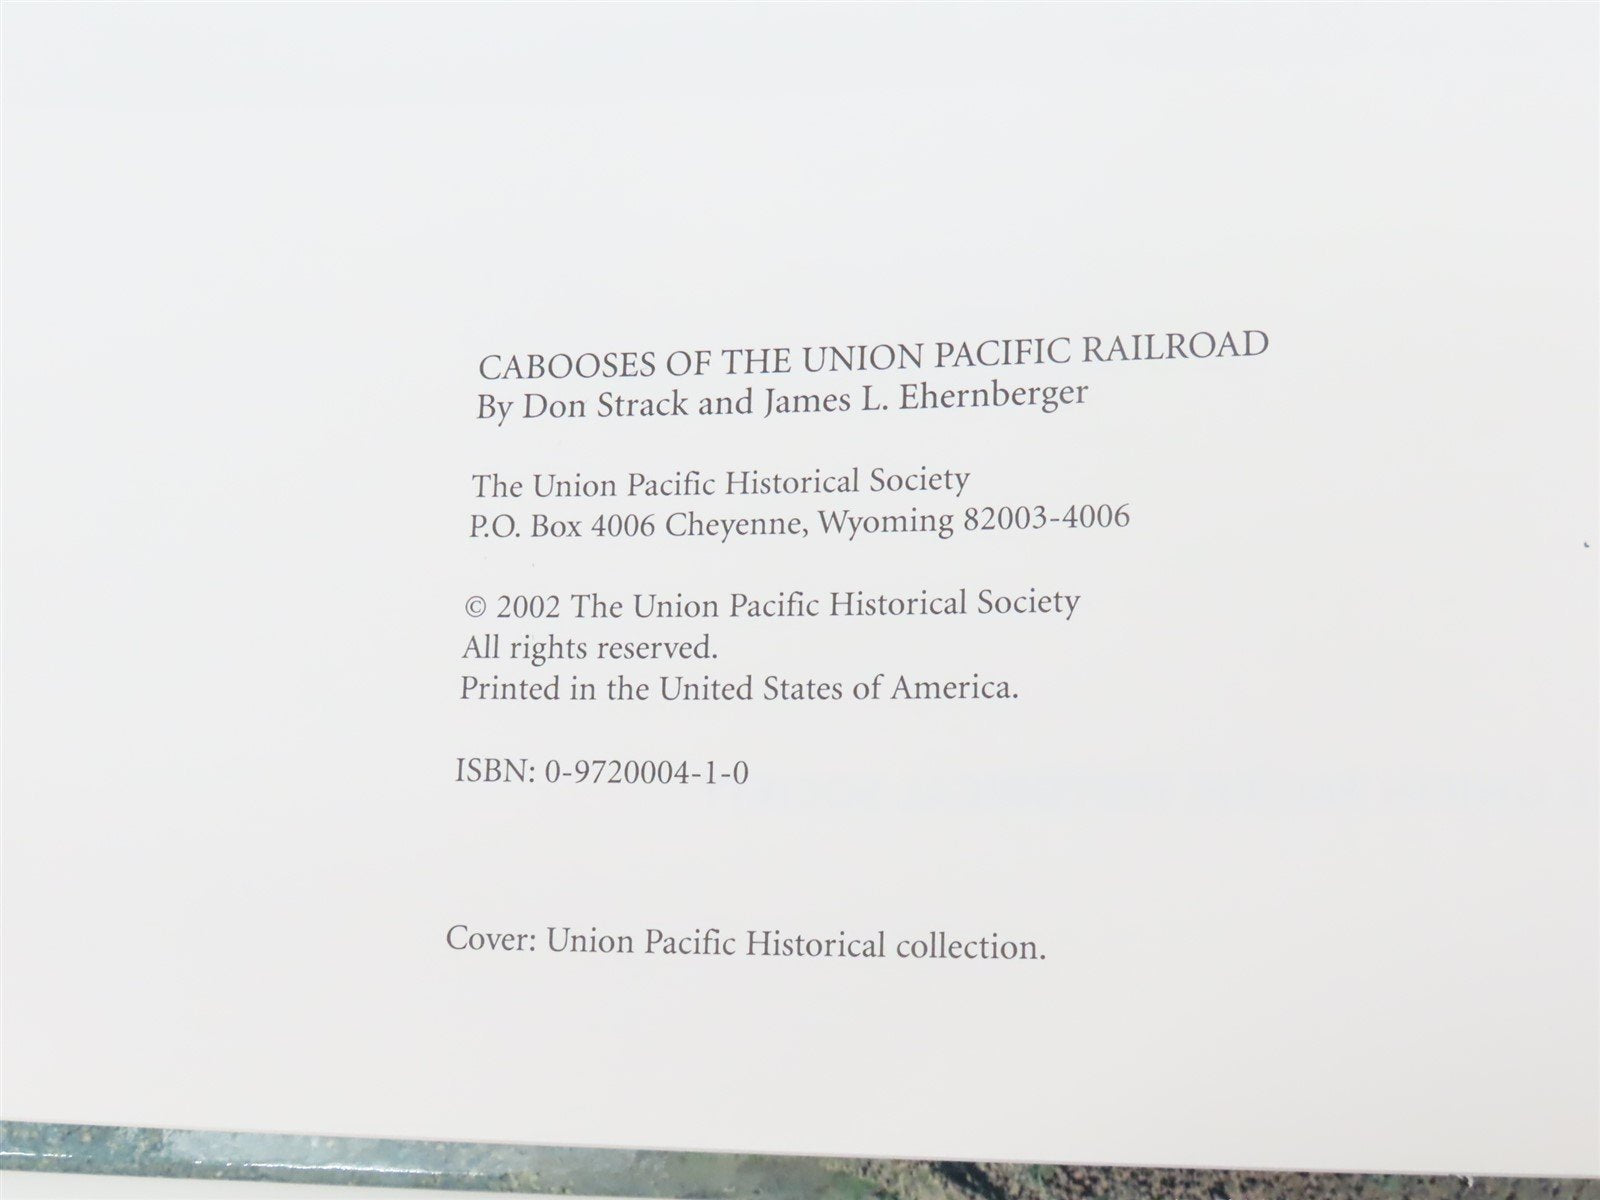 CABOOSES OF THE UNION PACIFIC RAILROAD
By Don Strack and James L. Ehernberger
The Union Pacific Historical Society
P.O. Box 4006 Cheyenne, Wyoming 82003-4006
© 2002 The Union Pacific Historical Society
All rights reserved.
Printed in the United States of America.
ISBN: 0-9720004-1-0
Cover: Union Pacific Historical collection.